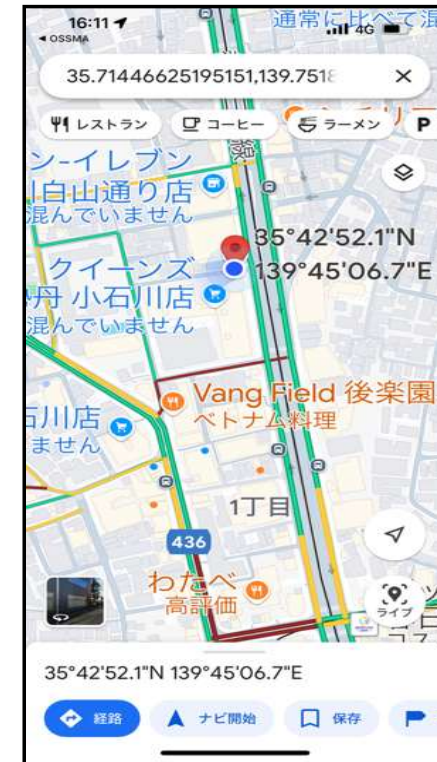 16:11
通常に比べて混
4G
◂ OSSMA
35.71446625195151,139.7518
レストラン
コーヒー
ラーメン
P
ン-イレブン
川白山通り店
混んでいません
線
35°42'52.1"N
139°45'06.7"E
クイーンズ
丹 小石川店
混んでいません
Vang Field 後楽園
ベトナム料理
石川店
ません
1丁目
436
わたべ
高評価
ライブ
35°42'52.1"N 139°45'06.7"E
経路
ナビ開始
保存